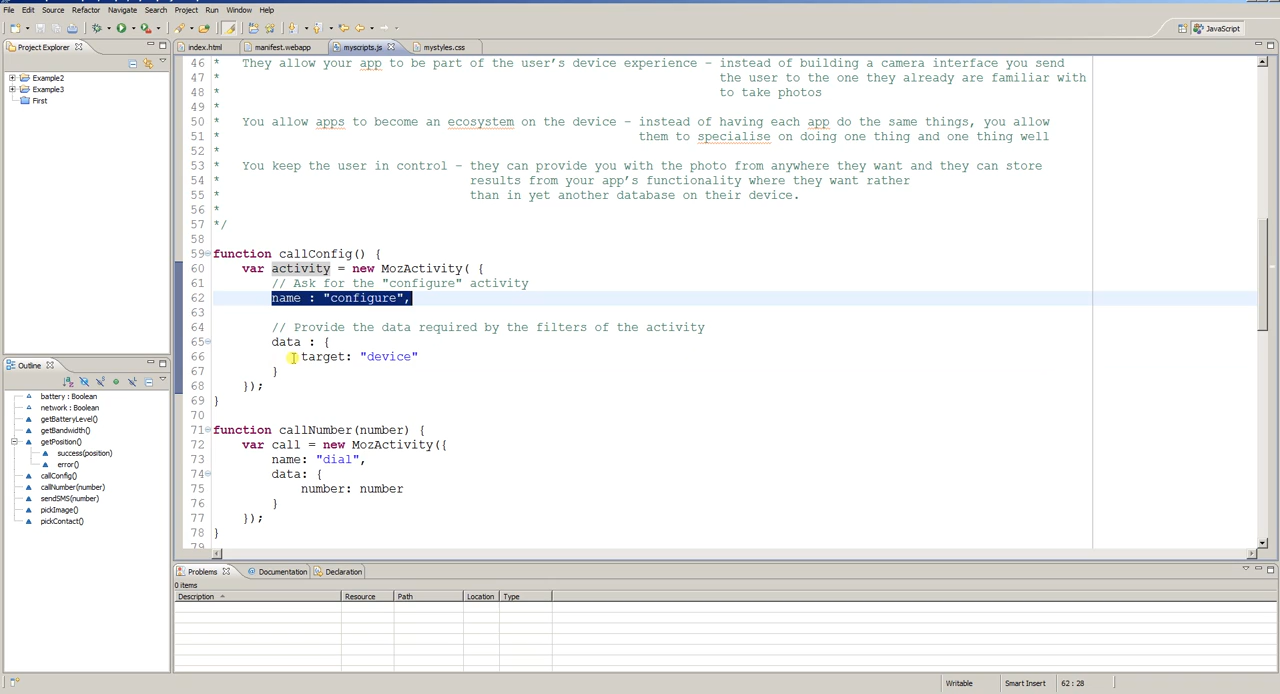 File Edit Source Refactor Navigate Search Project Run Window Help
JavaScript
Project Explorer
Example2
Example3
First
index.html manifest.webapp myscripts.js mystyles.css
46 * They allow your app to be part of the user's device experience – instead of building a camera interface you send
47 * the user to the one they already are familiar with
48 * to take photos
49 *
50 * You allow apps to become an ecosystem on the device – instead of having each app do the same things, you allow
51 * them to specialise on doing one thing and one thing well
52 *
53 * You keep the user in control – they can provide you with the photo from anywhere they want and they can store
54 * results from your app's functionality where they want rather
55 * than in yet another database on their device.
56 *
57 */
58
59 function callConfig() {
60 var activity = new MozActivity( {
61 // Ask for the "configure" activity
62 name : "configure",
63
64 // Provide the data required by the filters of the activity
65 data : {
66 target: "device"
67 }
68 });
69 }
70
71 function callNumber(number) {
72 var call = new MozActivity({
73 name: "dial",
74 data: {
75 number: number
76 }
77 });
78 }
79
Outline
battery : Boolean
network : Boolean
getBatteryLevel()
getBandwidth()
getPosition()
success(position)
error()
callConfig()
callNumber(number)
sendSMS(number)
pickImage()
pickContact()
Problems Documentation Declaration
0 items
Description Resource Path Location Type
Writable Smart Insert 62 : 28